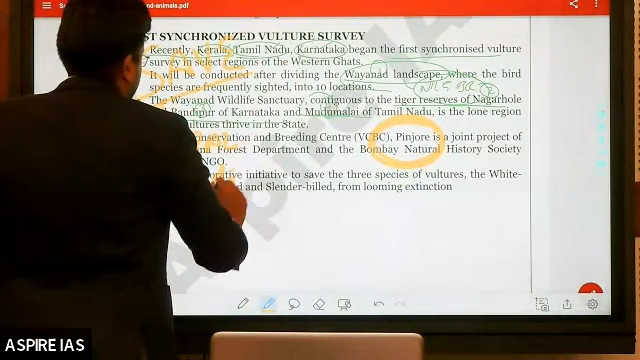 and-animals.pdf
ST SYNCHRONIZED VULTURE SURVEY
Recently, Kerala, Tamil Nadu, Karnataka began the first synchronised vulture
survey in select regions of the Western Ghats.
It will be conducted after dividing the Wayanad landscape, where the bird
species are frequently sighted, into 10 locations.
The Wayanad Wildlife Sanctuary, contiguous to the tiger reserves of Nagarhole
Bandipur of Karnataka and Mudumalai of Tamil Nadu, is the lone region
ultures thrive in the State.
onservation and Breeding Centre (VCBC), Pinjore is a joint project of
na Forest Department and the Bombay Natural History Society
NGO.
orative initiative to save the three species of vultures, the White-
d and Slender-billed, from looming extinction
ASPIRE IAS